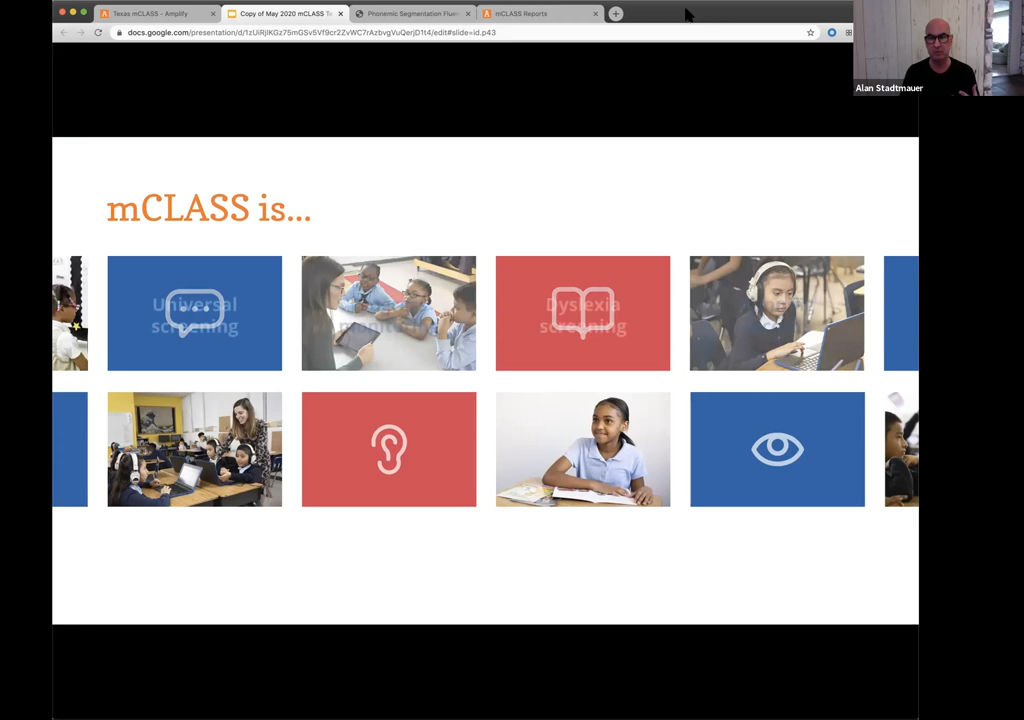 Texas mCLASS - Amplify
Copy of May 2020 mCLASS Te
Phonemic Segmentation Fluen
mCLASS Reports
docs.google.com/presentation/d/1zUiRjlKGz75mGSv5Vf9cr2ZvWC7rAzbvgVuQerjD1t4/edit#slide=id.p43
Alan Stadtmauer
mCLASS is...
Universal
screening
Dyslexia
screening